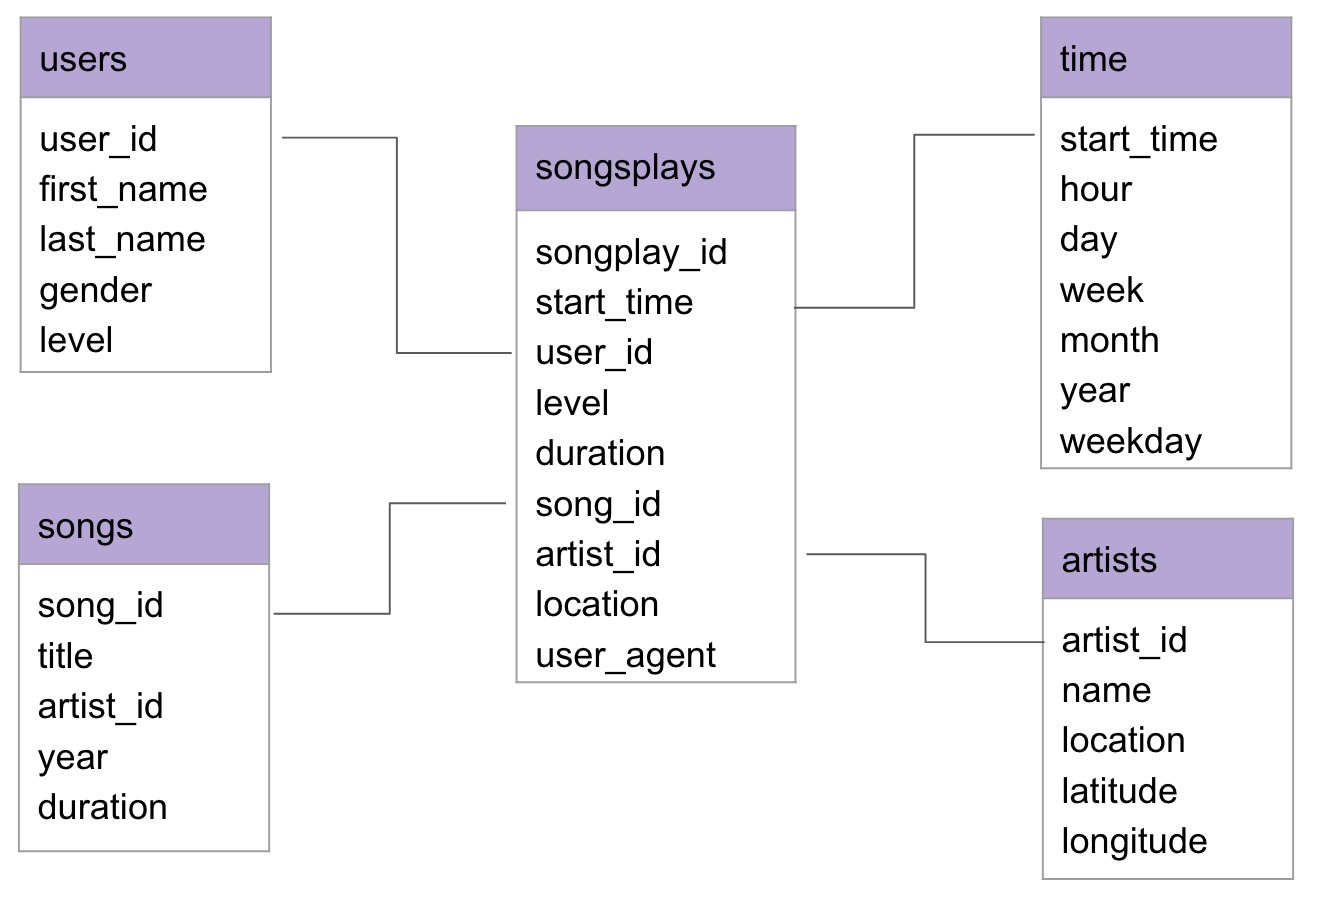 users
user_id
first_name
last_name
gender
level
songs
song_id
title
artist_id
year
duration
songsplays
songplay_id
start_time
user_id
level
duration
song_id
artist_id
location
user_agent
time
start_time
hour
day
week
month
year
weekday
artists
artist_id
name
location
latitude
longitude